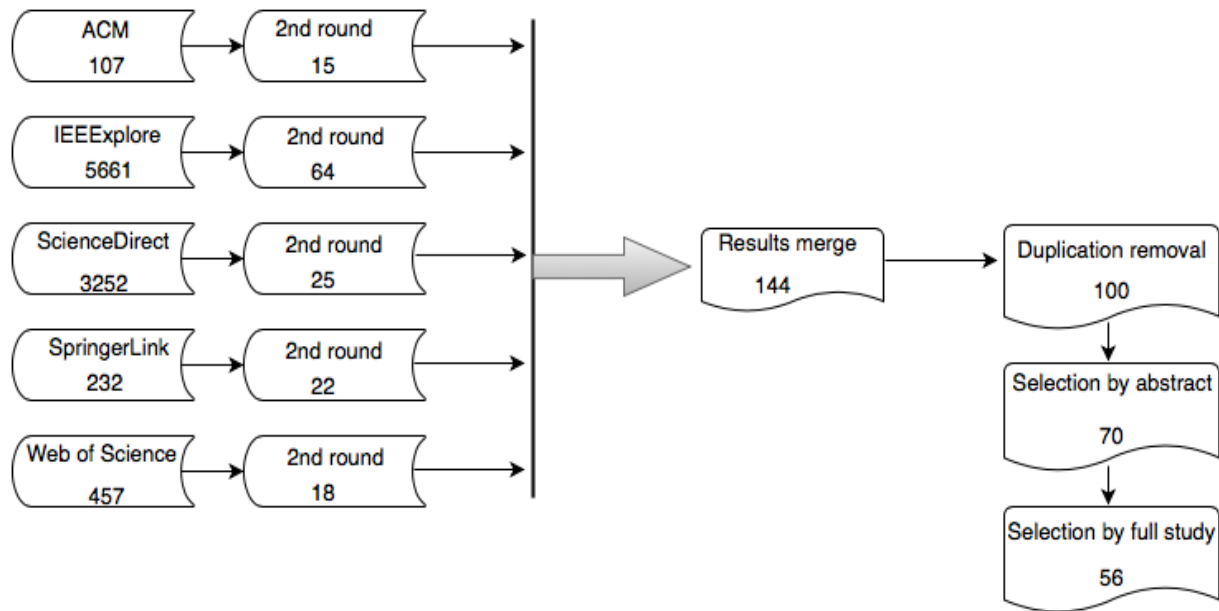 ACM
107
2nd round
15
IEEExplore
5661
2nd round
64
ScienceDirect
3252
2nd round
25
SpringerLink
232
2nd round
22
Web of Science
457
2nd round
18
Results merge
144
Duplication removal
100
Selection by abstract
70
Selection by full study
56